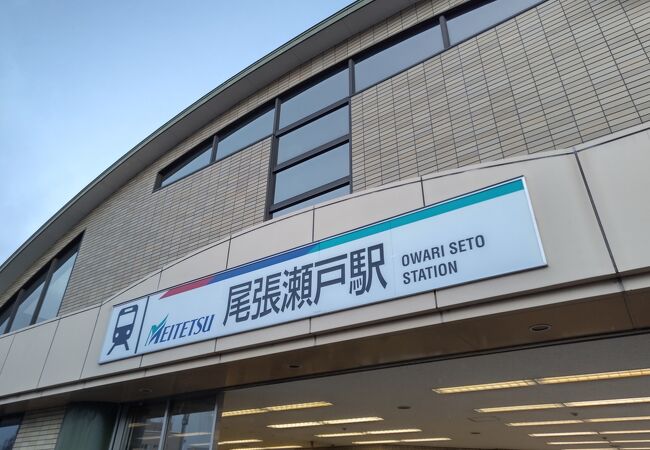 MEITETSU 尾張瀬戸駅 OWARI SETO
STATION